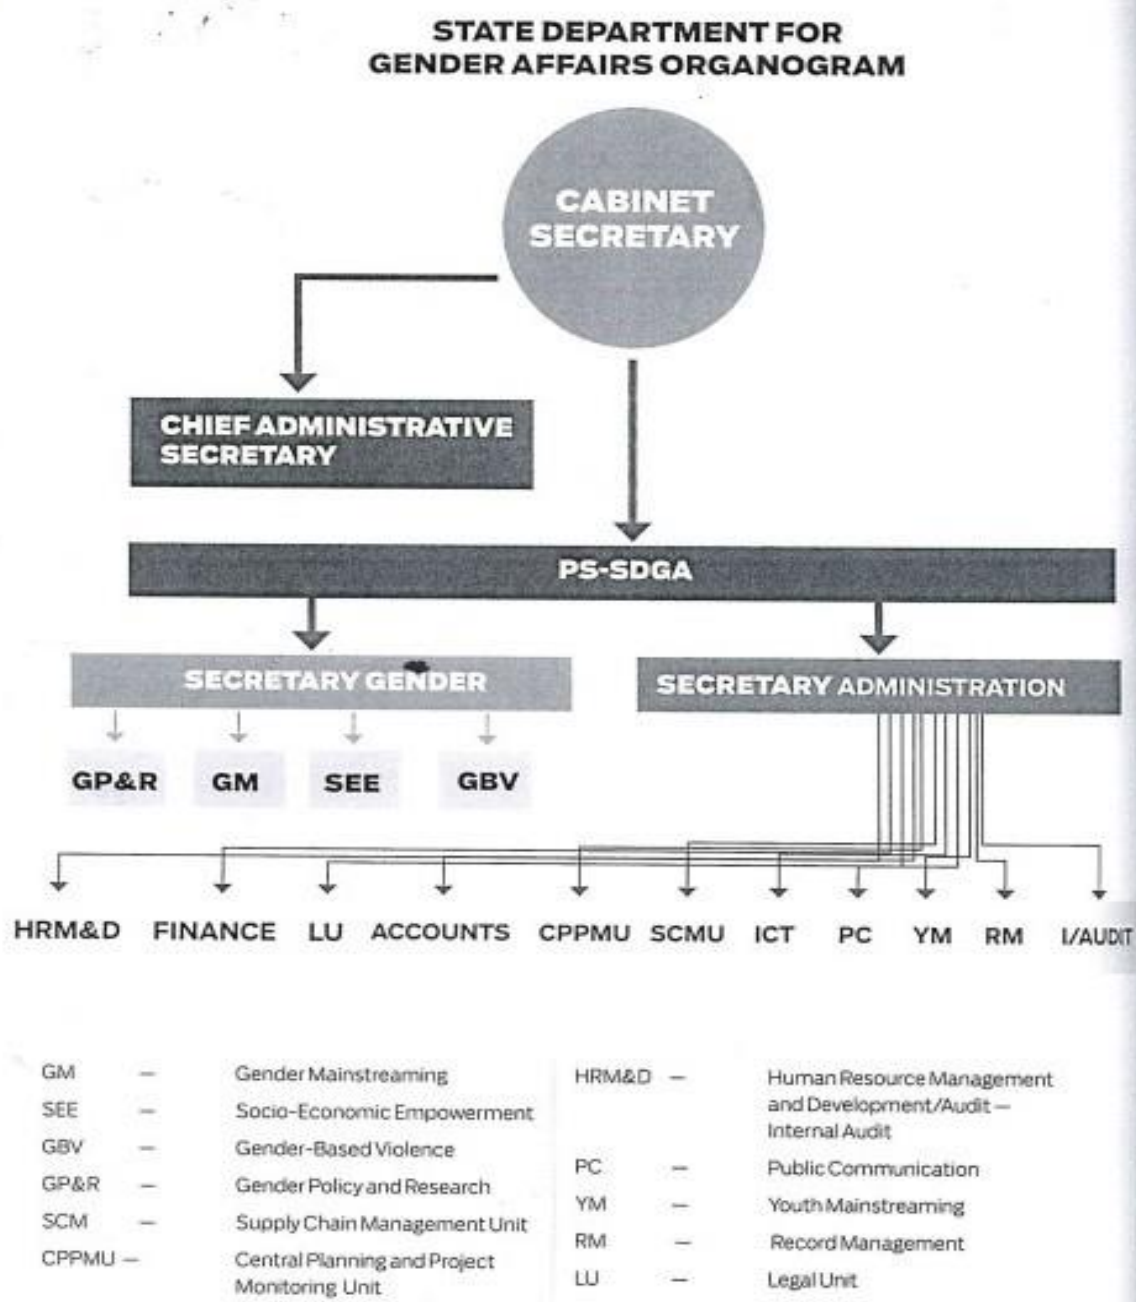 STATE DEPARTMENT FOR
GENDER AFFAIRS ORGANOGRAM
CABINET
SECRETARY
CHIEF ADMINISTRATIVE
SECRETARY
PS-SDGA
SECRETARY GENDER
SECRETARY ADMINISTRATION
GP&R GM SEE GBV
HRM&D FINANCE LU ACCOUNTS CPPMU SCMU ICT PC YM RM I/AUDIT
GM — Gender Mainstreaming
SEE — Socio-Economic Empowerment
GBV — Gender-Based Violence
GP&R — Gender Policy and Research
SCM — Supply Chain Management Unit
CPPMU — Central Planning and Project
Monitoring Unit
HRM&D — Human Resource Management
and Development/Audit —
Internal Audit
PC — Public Communication
YM — Youth Mainstreaming
RM — Record Management
LU — Legal Unit